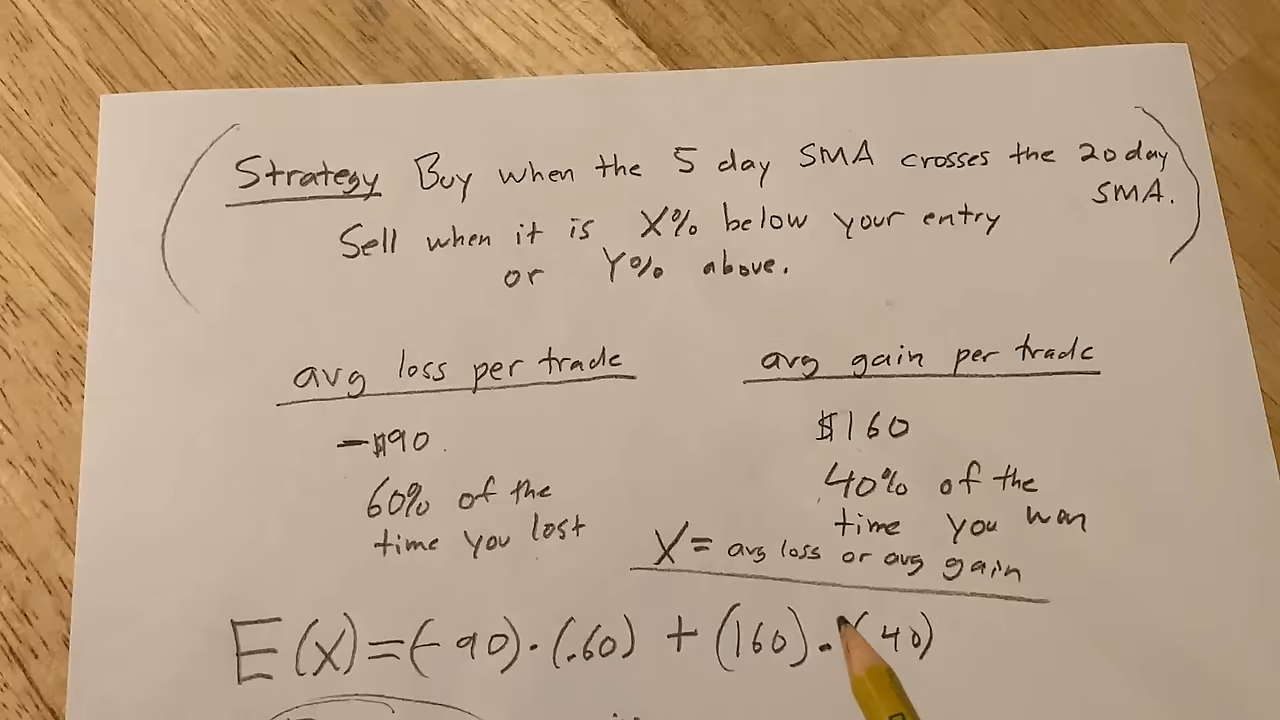 Strategy Buy when the 5 day SMA crosses the 20 day
SMA.
Sell when it is X% below your entry
or Y% above.
avg loss per trade
avg gain per trade
-$90.
$160
60% of the
time you lost
40% of the
time you won
X = avg loss or avg gain
E(X)=(-90)·(.60) + (160)·(40)